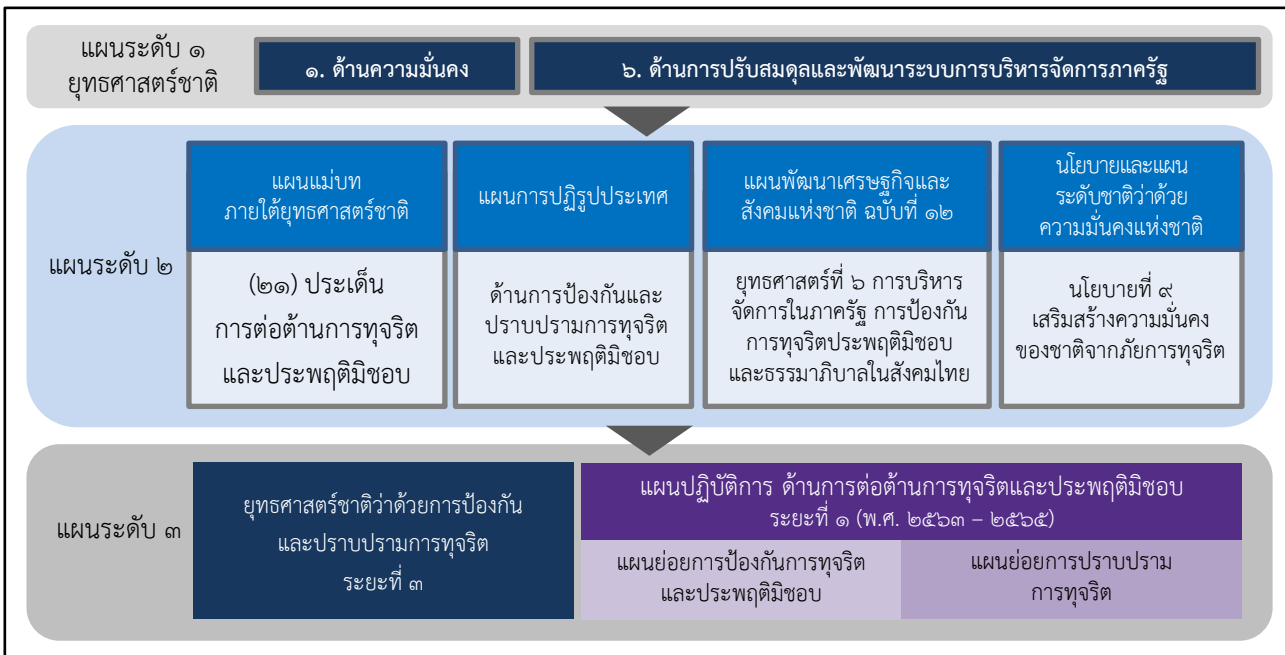 แผนระดับ ๑
ยุทธศาสตร์ชาติ
๑. ด้านความมั่นคง
๖. ด้านการปรับสมดุลและพัฒนาระบบการบริหารจัดการภาครัฐ
แผนระดับ ๒
แผนแม่บท
ภายใต้ยุทธศาสตร์ชาติ
(๒๑) ประเด็น
การต่อต้านการทุจริต
และประพฤติมิชอบ
แผนการปฏิรูปประเทศ
ด้านการป้องกันและ
ปราบปรามการทุจริต
และประพฤติมิชอบ
แผนพัฒนาเศรษฐกิจและ
สังคมแห่งชาติ ฉบับที่ ๑๒
ยุทธศาสตร์ที่ ๖ การบริหาร
จัดการในภาครัฐ การป้องกัน
การทุจริตประพฤติมิชอบ
และธรรมาภิบาลในสังคมไทย
นโยบายและแผน
ระดับชาติว่าด้วย
ความมั่นคงแห่งชาติ
นโยบายที่ ๙
เสริมสร้างความมั่นคง
ของชาติจากภัยการทุจริต
แผนระดับ ๓
ยุทธศาสตร์ชาติว่าด้วยการป้องกัน
และปราบปรามการทุจริต
ระยะที่ ๓
แผนปฏิบัติการ ด้านการต่อต้านการทุจริตและประพฤติมิชอบ
ระยะที่ ๑ (พ.ศ. ๒๕๖๓ – ๒๕๖๕)
แผนย่อยการป้องกันการทุจริต
และประพฤติมิชอบ
แผนย่อยการปราบปราม
การทุจริต